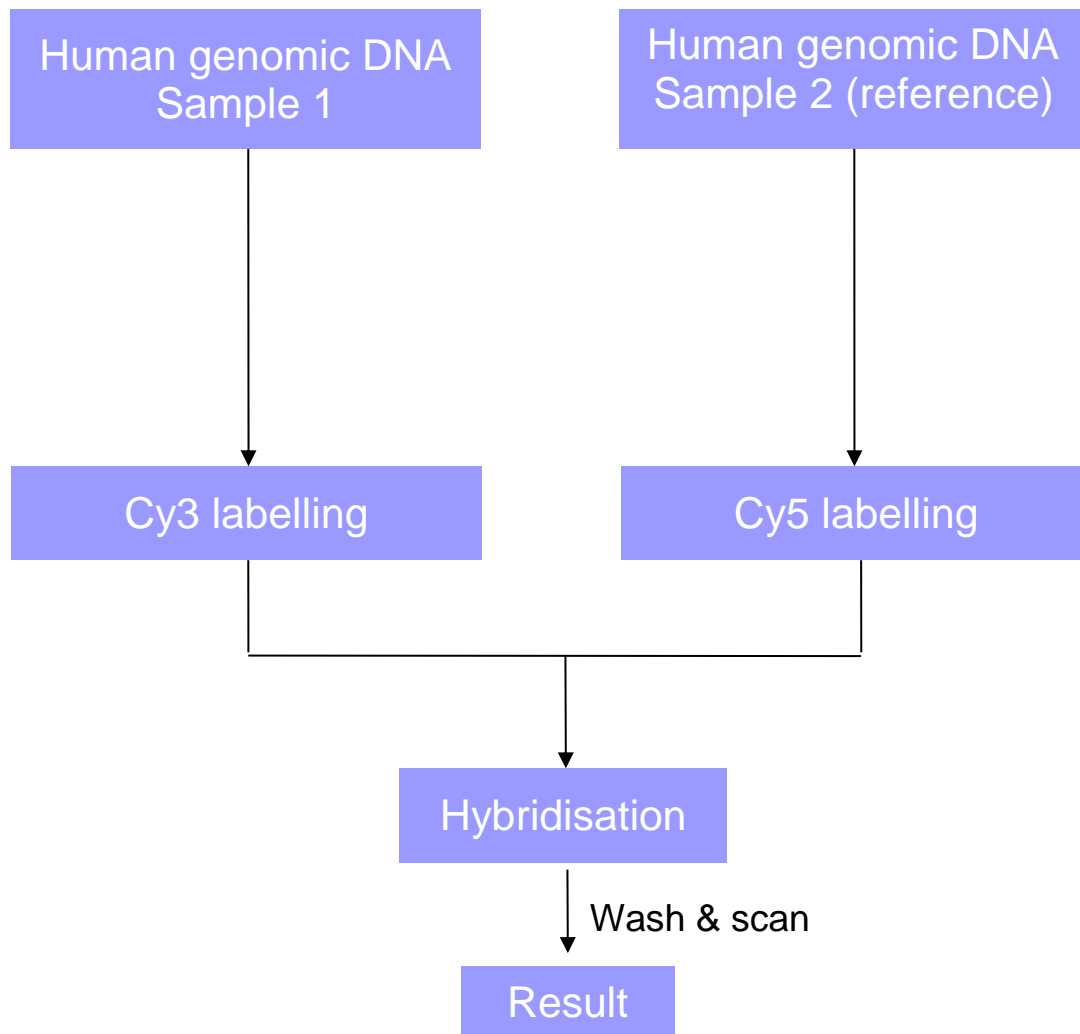 Human genomic DNA
Sample 1
Human genomic DNA
Sample 2 (reference)
Cy3 labelling
Cy5 labelling
Hybridisation
Wash & scan
Result